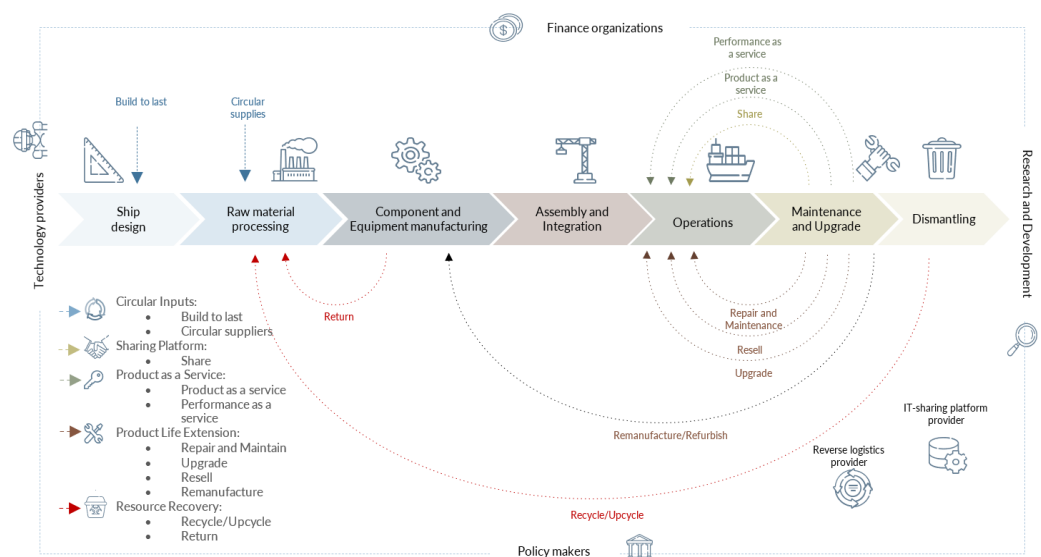 Finance organizations
Performance as
a service
Product as a
service
Share
Build to last
Circular
supplies
Technology providers
Research and Development
Ship
design
Raw material
processing
Component and
Equipment manufacturing
Assembly and
Integration
Operations
Maintenance
and Upgrade
Dismantling
Return
Repair and
Maintenance
Resell
Upgrade
Remanufacture/Refurbish
Recycle/Upcycle
IT-sharing platform
provider
Reverse logistics
provider
Circular Inputs:
• Build to last
• Circular suppliers
Sharing Platform:
• Share
Product as a Service:
• Product as a service
• Performance as a
service
Product Life Extension:
• Repair and Maintain
• Upgrade
• Resell
• Remanufacture
Resource Recovery:
• Recycle/Upcycle
• Return
Policy makers